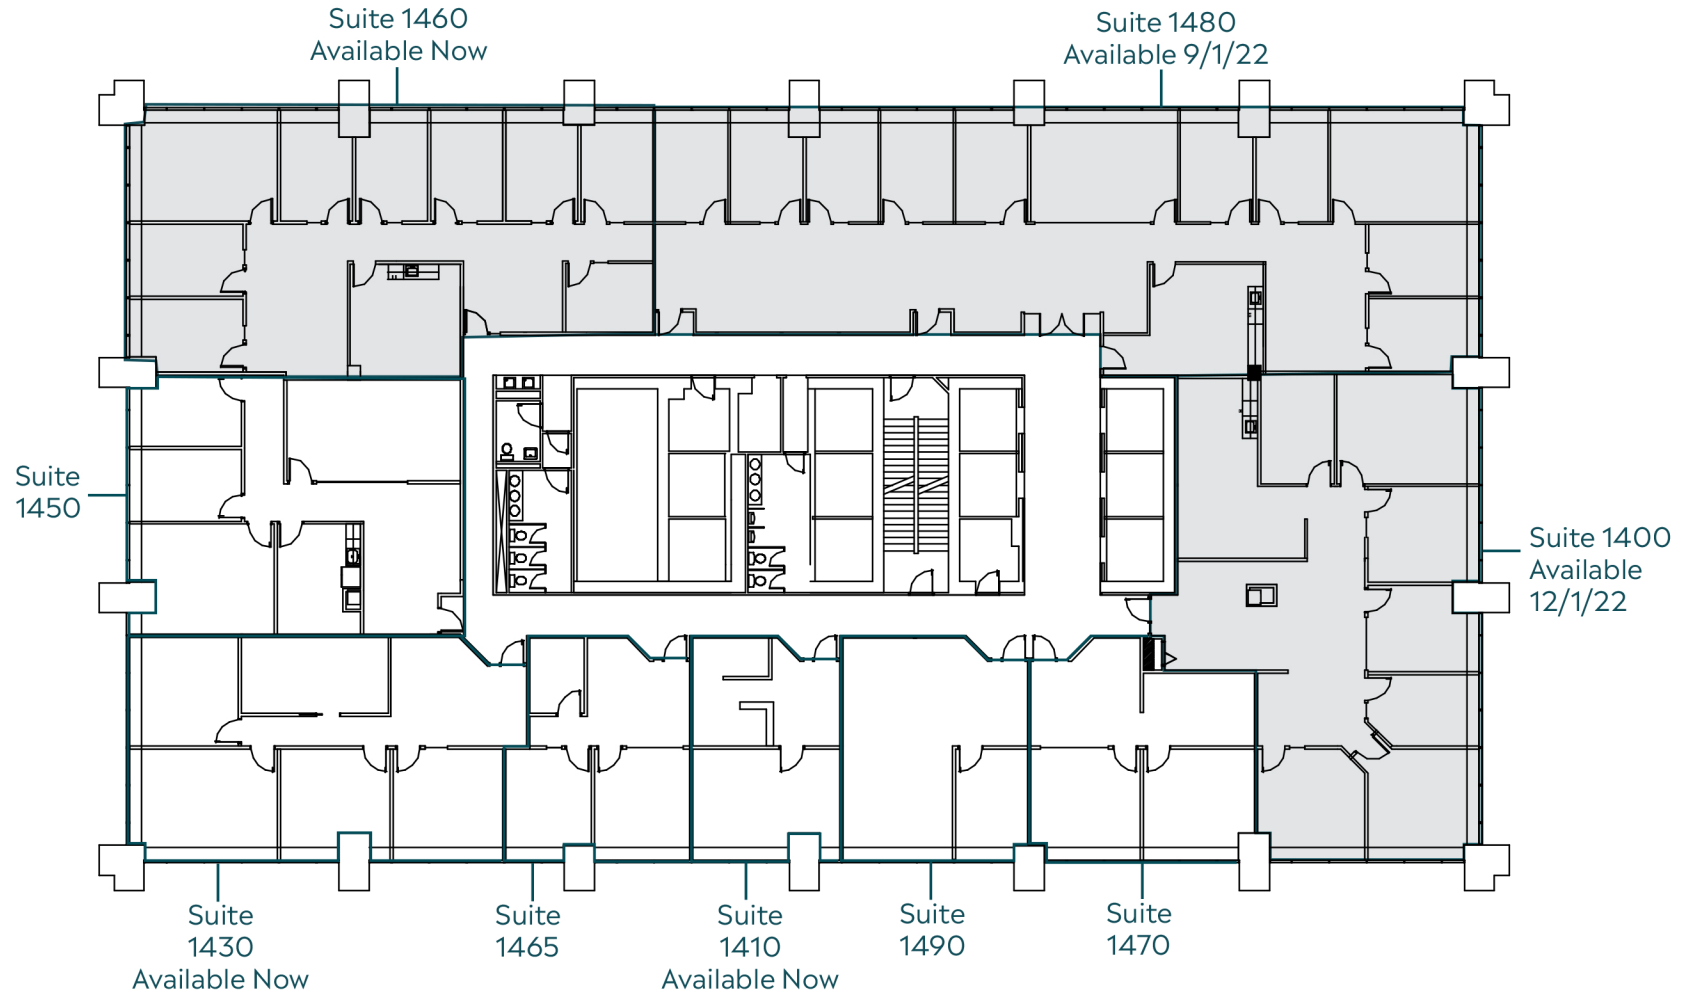 Suite 1460
Available Now
Suite 1480
Available 9/1/22
Suite
1450
Suite 1400
Available
12/1/22
Suite
1430
Available Now
Suite
1465
Suite
1410
Available Now
Suite
1490
Suite
1470